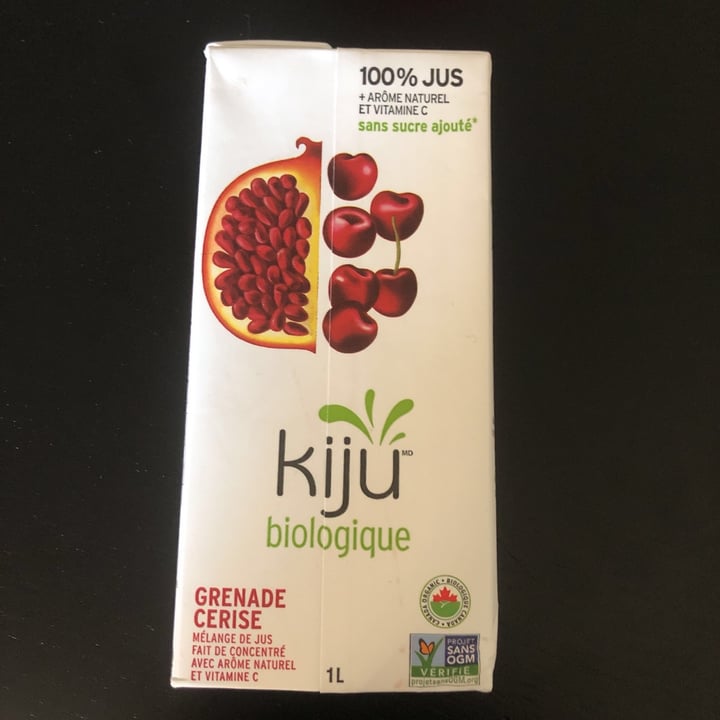 100% JUS
+ ARÔME NATUREL
ET VITAMINE C
sans sucre ajouté*
kiju MD
biologique
GRENADE
CERISE
MÉLANGE DE JUS
FAIT DE CONCENTRÉ
AVEC ARÔME NATUREL
ET VITAMINE C
1L
CANADA ORGANIC • BIOLOGIQUE CANADA •
PROJET
SANS
OGM
VÉRIFIÉ
projetsansOGM.org